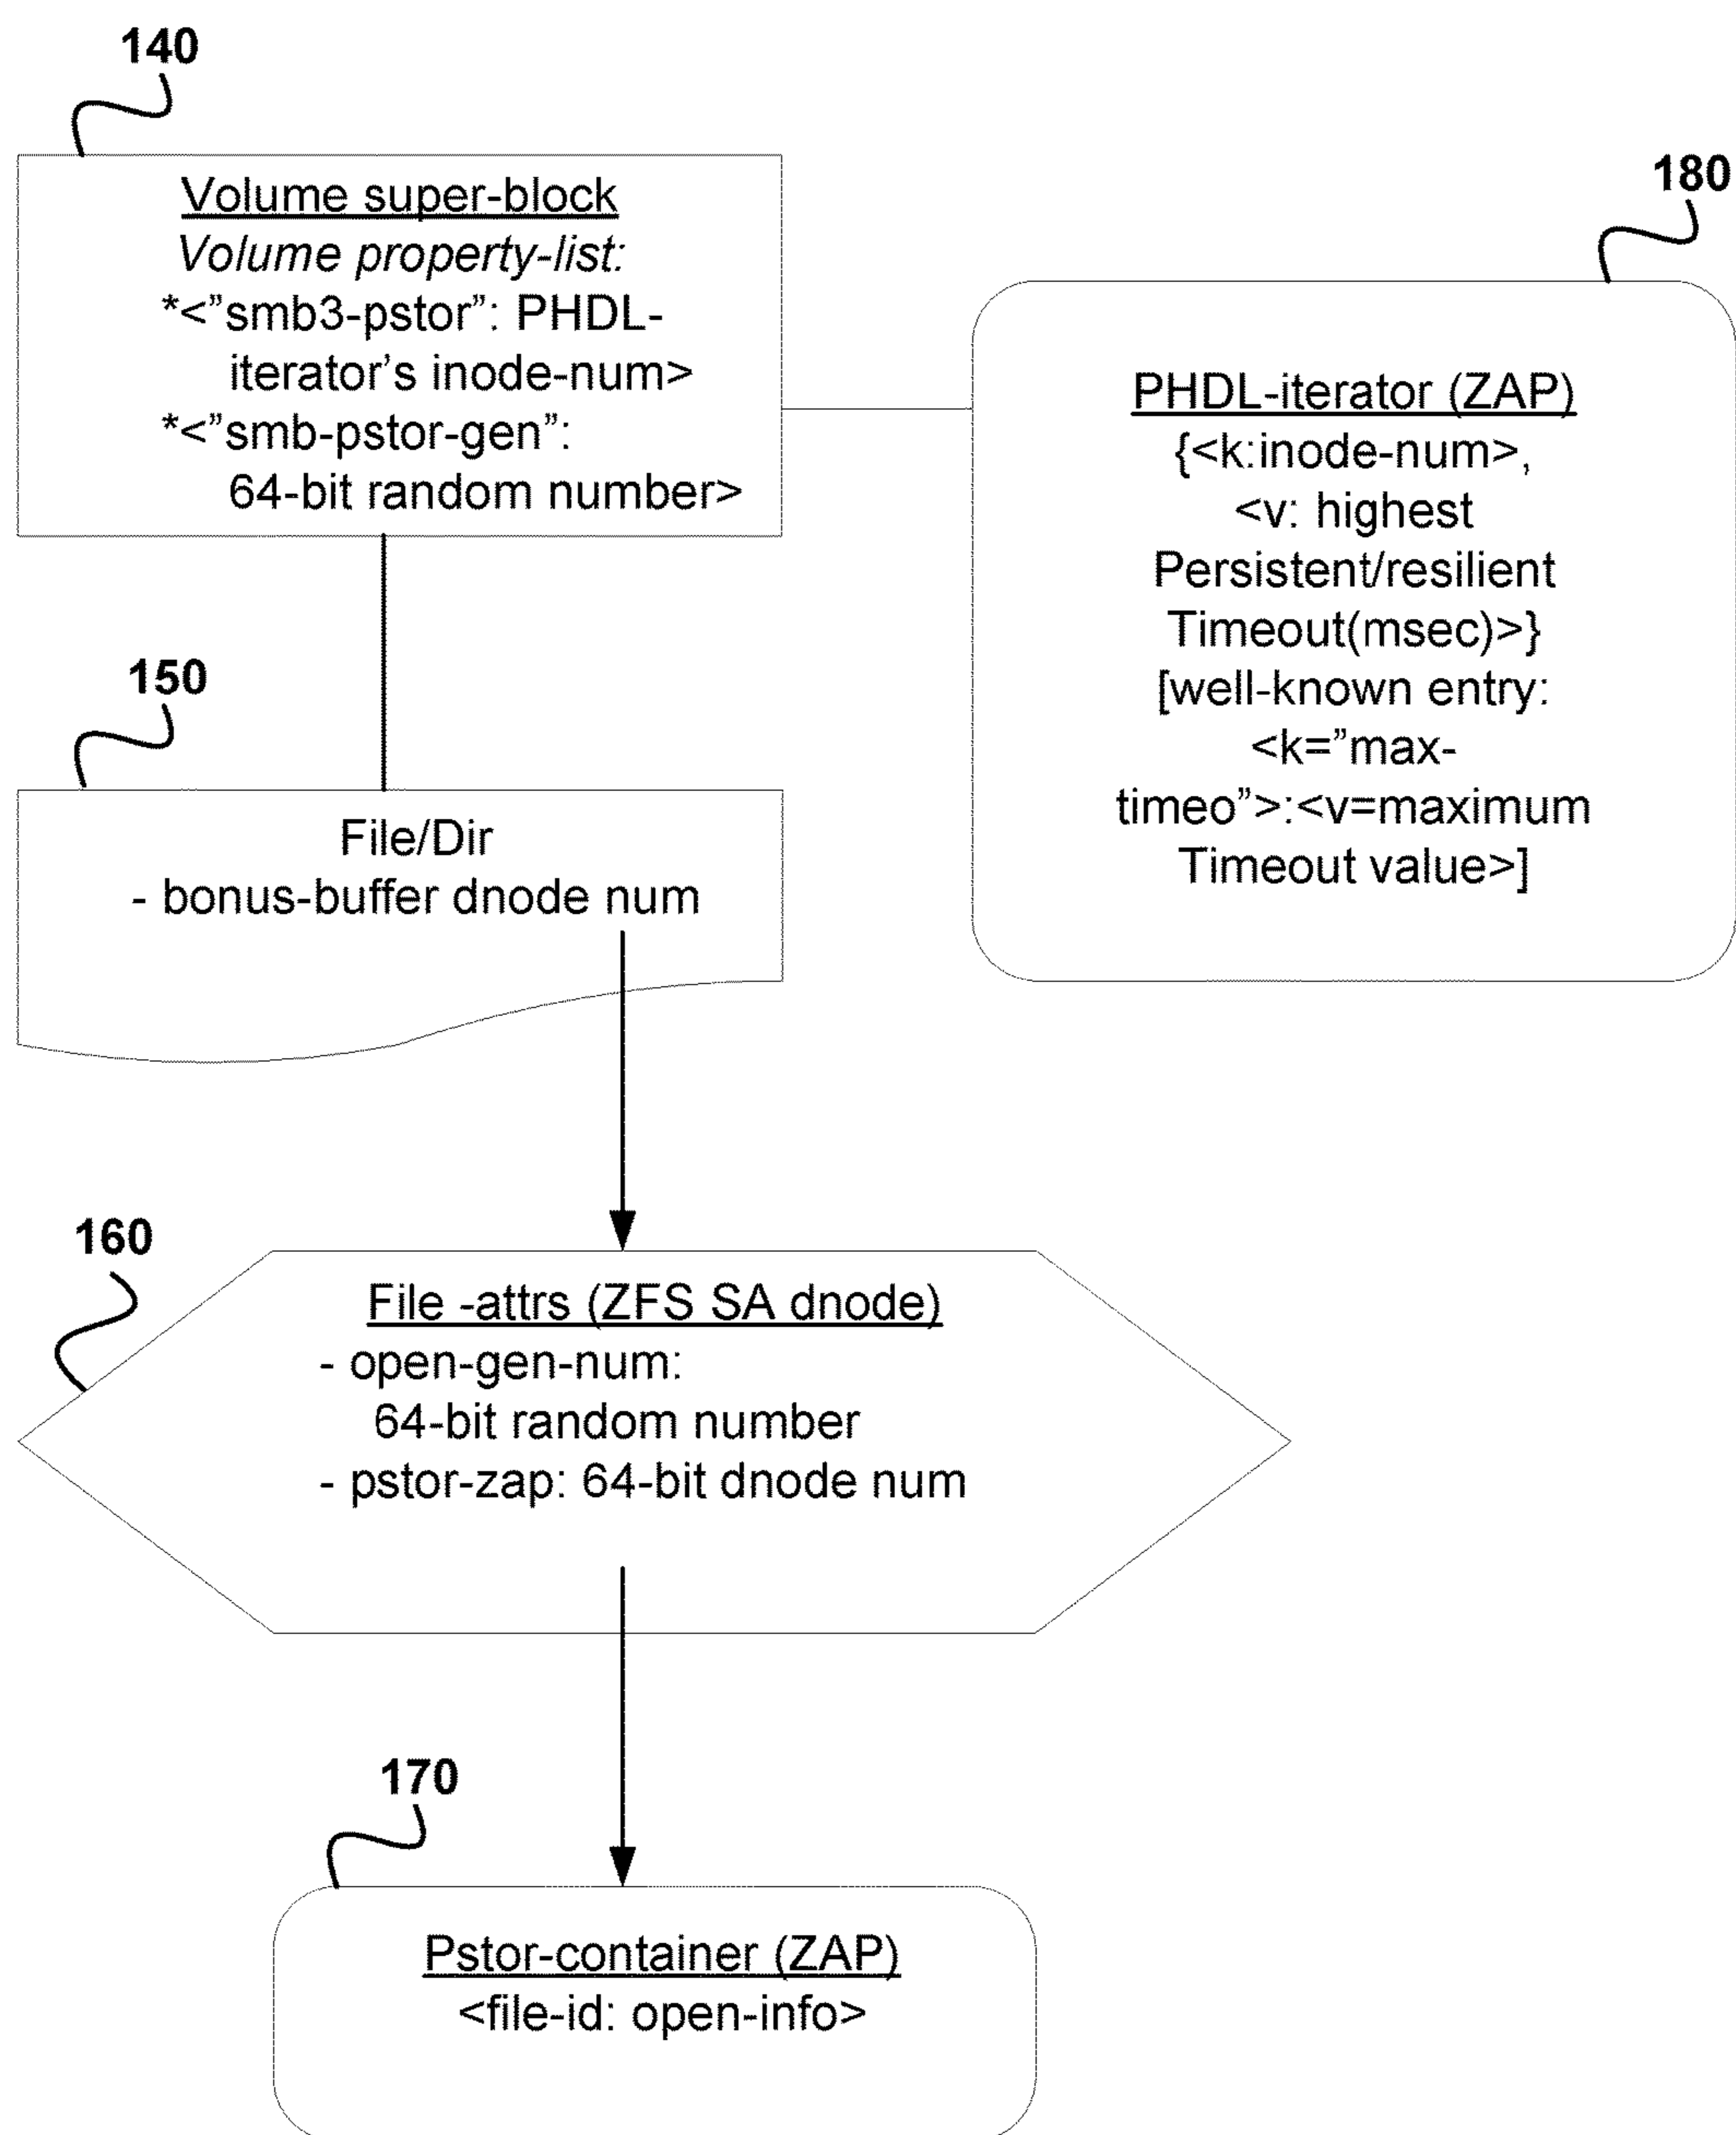 140
Volume super-block
Volume property-list:
*<”smb3-pstor”: PHDL-
iterator’s inode-num>
*<”smb-pstor-gen”:
64-bit random number>
180
PHDL-iterator (ZAP)
{<k:inode-num>,
<v: highest
Persistent/resilient
Timeout(msec)>}
[well-known entry:
<k=”max-
timeo”>:<v=maximum
Timeout value>]
150
File/Dir
- bonus-buffer dnode num
160
File -attrs (ZFS SA dnode)
- open-gen-num:
64-bit random number
- pstor-zap: 64-bit dnode num
170
Pstor-container (ZAP)
<file-id: open-info>